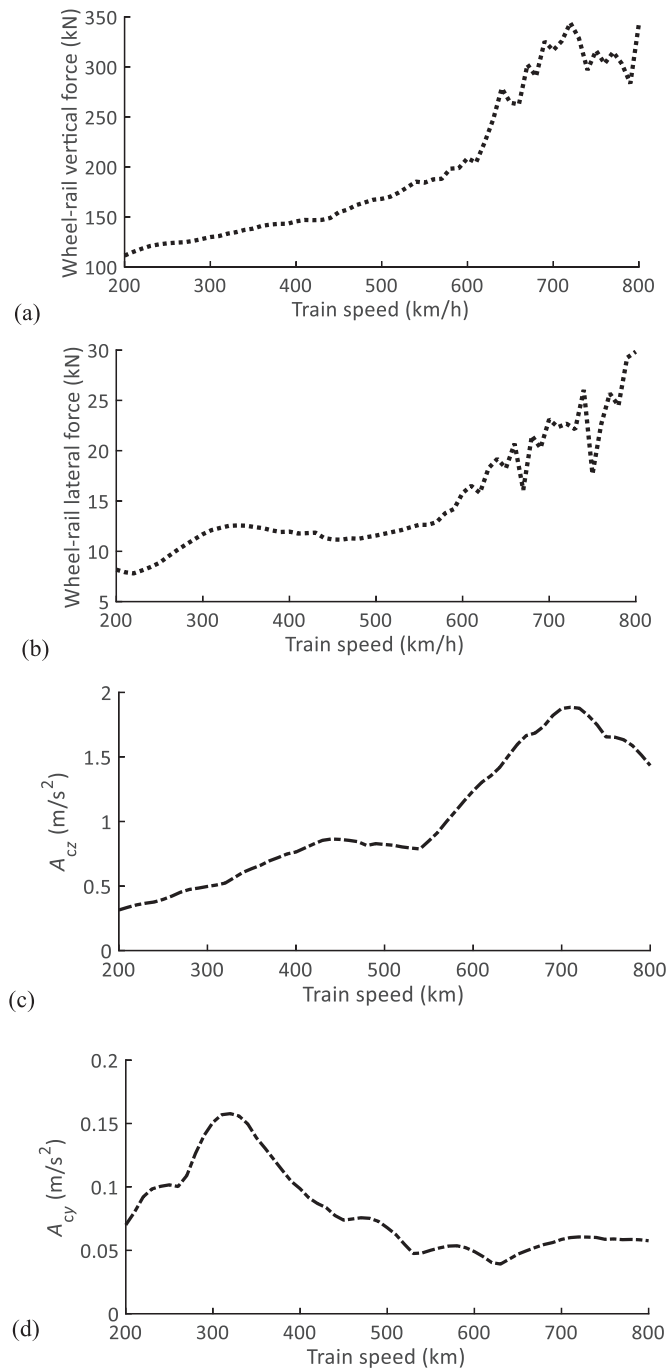 Wheel-rail vertical force (kN)
350
300
250
200
150
100
200 300 400 500 600 700 800
Train speed (km/h)
(a)
Wheel-rail lateral force (kN)
30
25
20
15
10
5
200 300 400 500 600 700 800
Train speed (km/h)
(b)
A_cz (m/s²)
2
1.5
1
0.5
0
200 300 400 500 600 700 800
Train speed (km)
(c)
A_cy (m/s²)
0.2
0.15
0.1
0.05
0
200 300 400 500 600 700 800
Train speed (km)
(d)